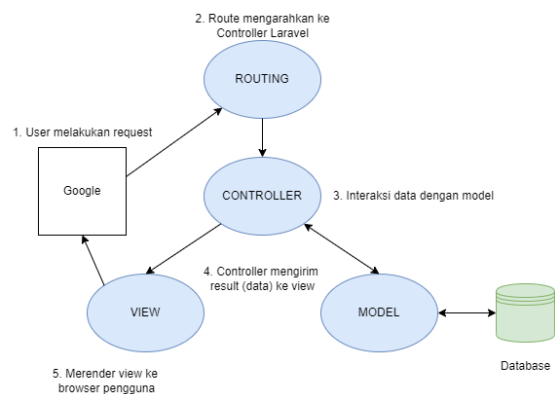 2. Route mengarahkan ke
Controller Laravel
ROUTING
1. User melakukan request
Google
CONTROLLER
3. Interaksi data dengan model
4. Controller mengirim
result (data) ke view
VIEW
MODEL
Database
5. Merender view ke
browser pengguna